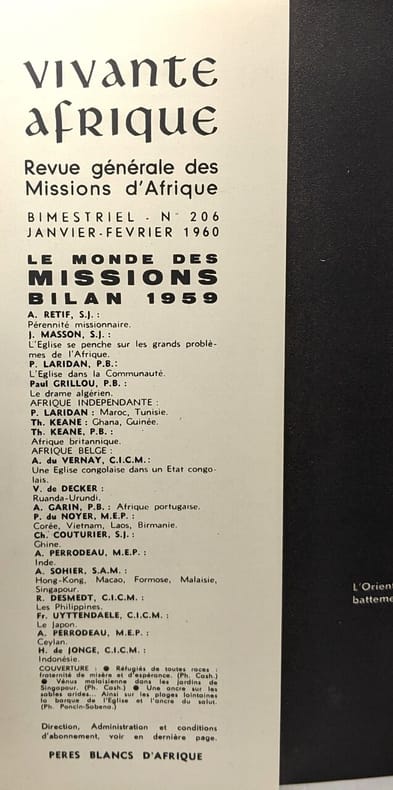 vivante
afrique
Revue générale des
Missions d'Afrique
BIMESTRIEL - N° 206
JANVIER-FEVRIER 1960
LE MONDE DES
MISSIONS
BILAN 1959
A. RETIF, S.J. :
Pérennité missionnaire.
J. MASSON, S.J. :
L'Eglise se penche sur les grands problè-
mes de l'Afrique.
P. LARIDAN, P.B.:
L'Eglise dans la Communauté.
Paul GRILLOU, P.B. :
Le drame algérien.
AFRIQUE INDEPENDANTE :
P. LARIDAN : Maroc, Tunisie.
Th. KEANE : Ghana, Guinée.
Th. KEANE, P.B. :
Afrique britannique.
AFRIQUE BELGE :
A. du VERNAY, C.I.C.M.:
Une Eglise congolaise dans un Etat congo-
lais.
V. de DECKER :
Ruanda-Urundi.
A. GARIN, P.B. : Afrique portugaise.
P. du NOYER, M.E.P. :
Corée, Vietnam, Laos, Birmanie.
Ch. COUTURIER, S.J. :
Chine.
A. PERRODEAU, M.E.P. :
Inde.
A. SOHIER, S.A.M. :
Hong-Kong, Macao, Formose, Malaisie,
Singapour.
R. DESMEDT, C.I.C.M. :
Les Philippines.
Fr. UYTTENDAELE, C.I.C.M. :
Le Japon.
A. PERRODEAU, M.E.P. :
Ceylan.
H. de JONGE, C.I.C.M. :
Indonésie.
COUVERTURE : ● Réfugiés de toutes races :
fraternité de misère et d'espérance. (Ph. Cash.)
● Vénus malaisienne dans les jardins de
Singapour. (Ph. Cash.) ● Une ancre sur les
sables arides... Ainsi sur les plages lointaines
la barque de l'Eglise et l'ancre du salut.
(Ph. Poncin-Sabena.)
Direction, Administration et conditions
d'abonnement, voir en dernière page.
PERES BLANCS D'AFRIQUE
L'Orient
batteme